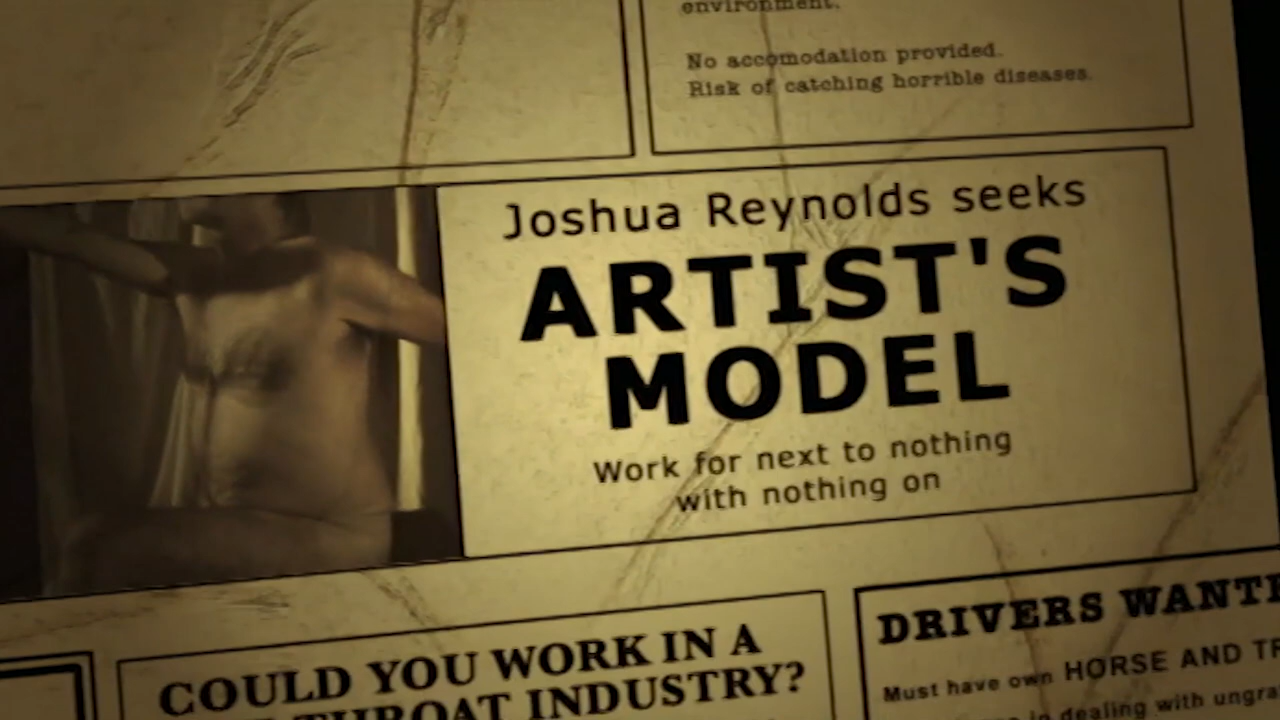 environment.
No accomodation provided.
Risk of catching horrible diseases.
Joshua Reynolds seeks
ARTIST'S
MODEL
Work for next to nothing
with nothing on
COULD YOU WORK IN A
THROAT INDUSTRY?
DRIVERS
Must have own HORSE AND
in dealing with